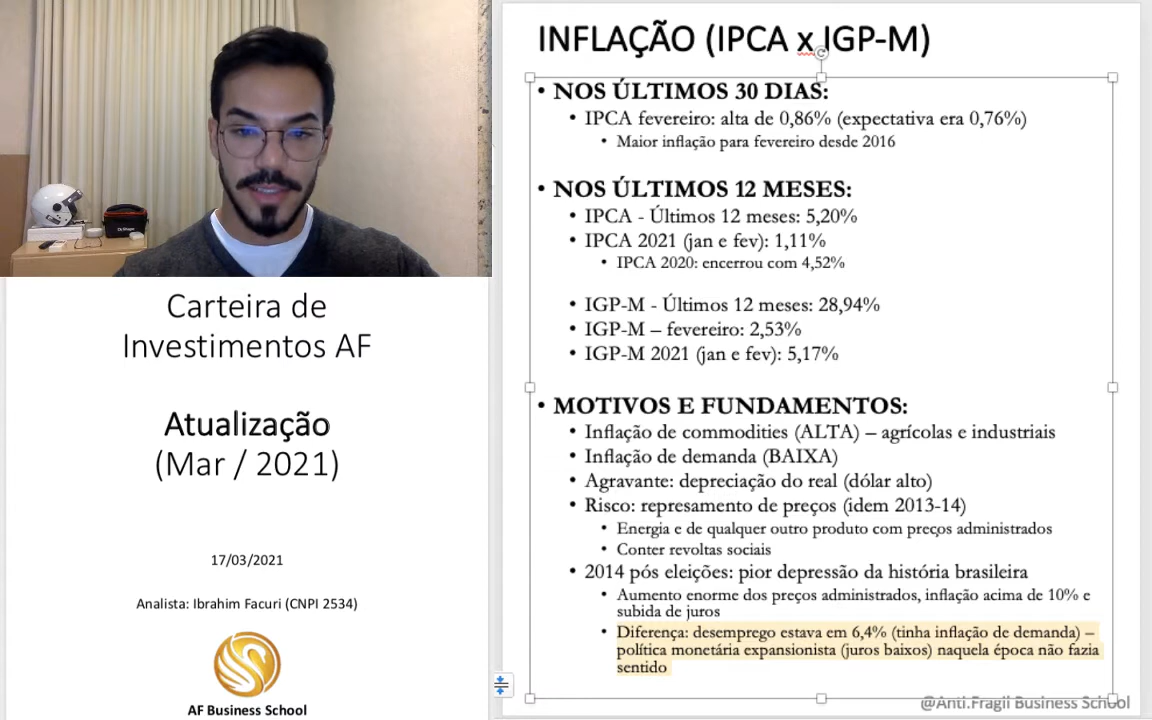 Carteira de
Investimentos AF
Atualização
(Mar / 2021)
17/03/2021
Analista: Ibrahim Facuri (CNPI 2534)
AF Business School
INFLAÇÃO (IPCA x IGP-M)
• NOS ÚLTIMOS 30 DIAS:
• IPCA fevereiro: alta de 0,86% (expectativa era 0,76%)
• Maior inflação para fevereiro desde 2016
• NOS ÚLTIMOS 12 MESES:
• IPCA - Últimos 12 meses: 5,20%
• IPCA 2021 (jan e fev): 1,11%
• IPCA 2020: encerrou com 4,52%
• IGP-M - Últimos 12 meses: 28,94%
• IGP-M – fevereiro: 2,53%
• IGP-M 2021 (jan e fev): 5,17%
• MOTIVOS E FUNDAMENTOS:
• Inflação de commodities (ALTA) – agrícolas e industriais
• Inflação de demanda (BAIXA)
• Agravante: depreciação do real (dólar alto)
• Risco: represamento de preços (idem 2013-14)
• Energia e de qualquer outro produto com preços administrados
• Conter revoltas sociais
• 2014 pós eleições: pior depressão da história brasileira
• Aumento enorme dos preços administrados, inflação acima de 10% e
subida de juros
• Diferença: desemprego estava em 6,4% (tinha inflação de demanda) –
política monetária expansionista (juros baixos) naquela época não fazia
sentido
@Anti.Fragil Business School